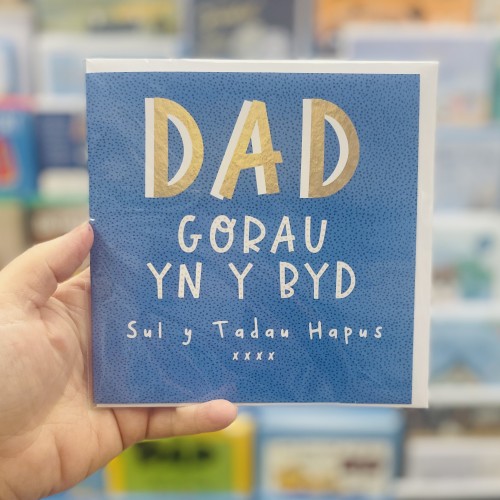 DAD
GORAU
YN Y BYD
Sul y Tadau Hapus
xxxx